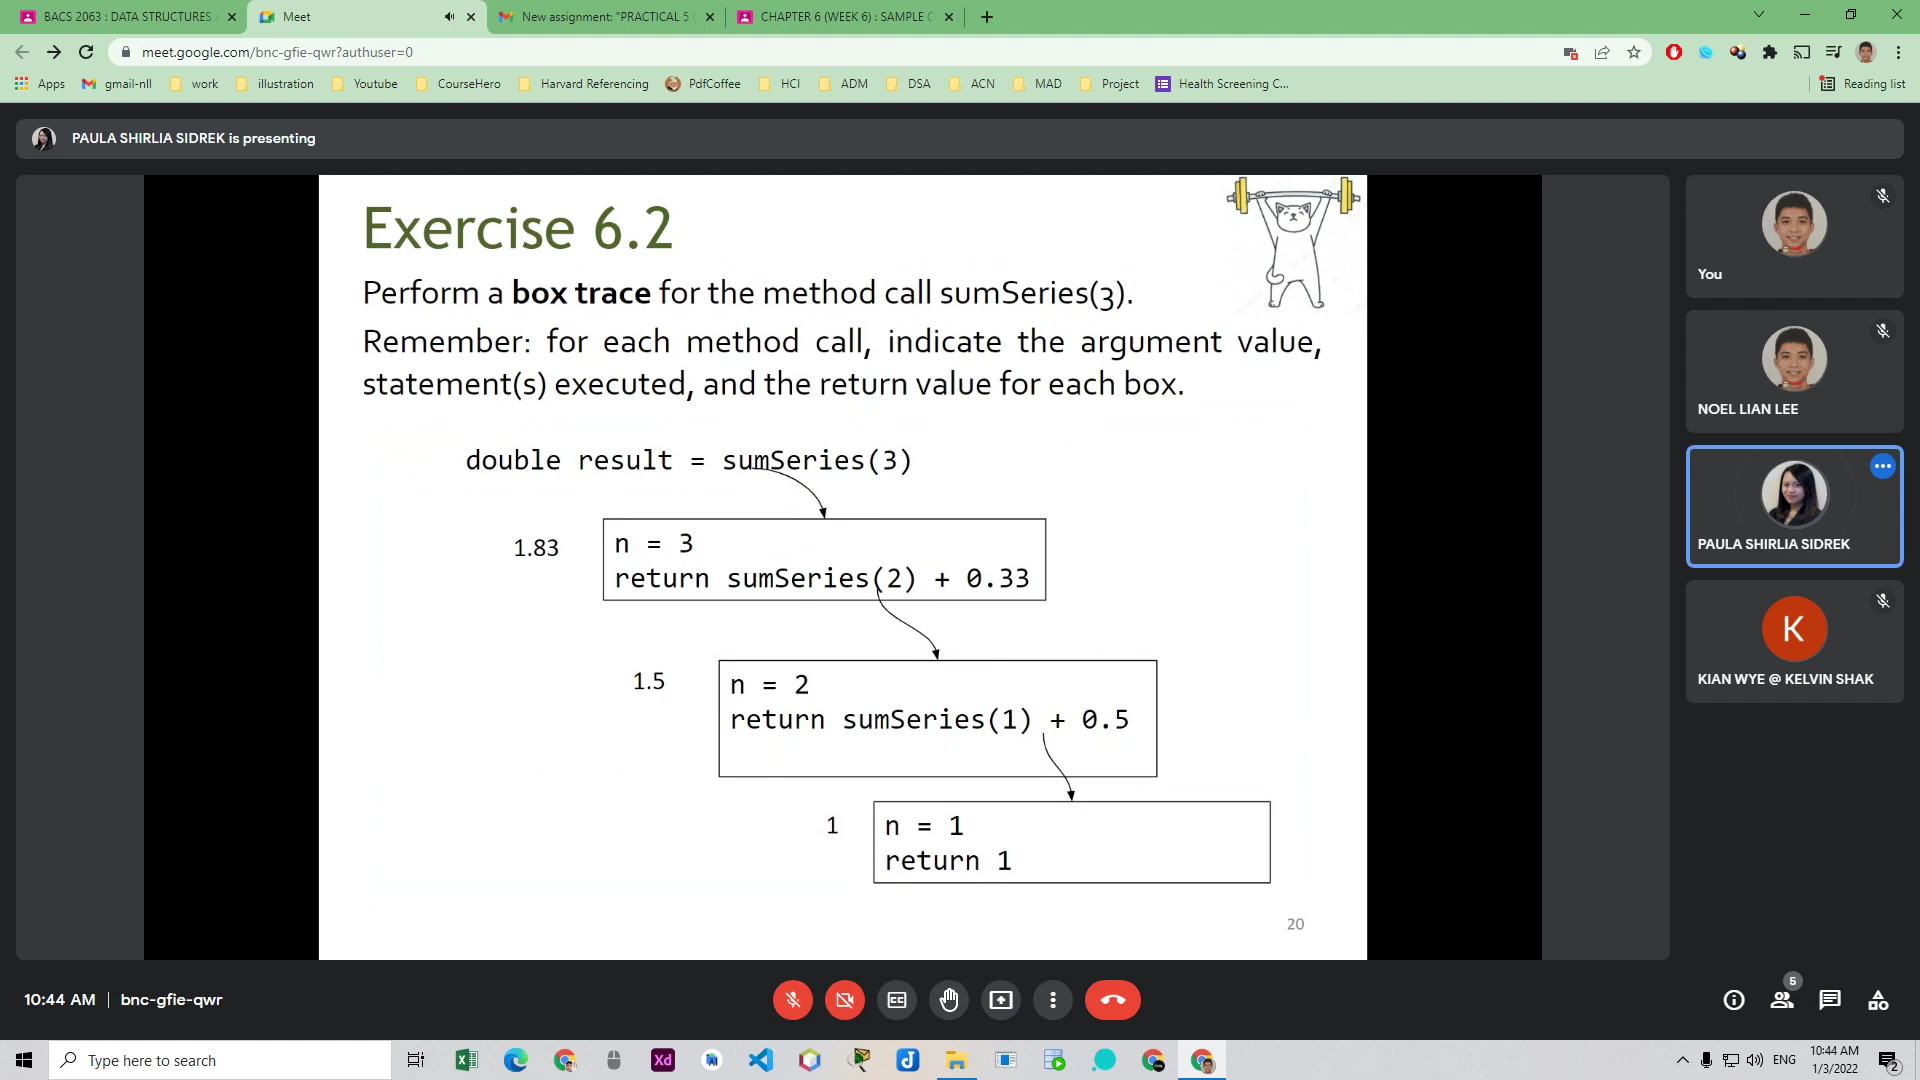 BACS 2063 : DATA STRUCTURES
Meet
New assignment: "PRACTICAL 5
CHAPTER 6 (WEEK 6) : SAMPLE C
meet.google.com/bnc-gfie-qwr?authuser=0
Apps
gmail-nll
work
illustration
Youtube
CourseHero
Harvard Referencing
PdfCoffee
HCI
ADM
DSA
ACN
MAD
Project
Health Screening C...
Reading list
PAULA SHIRLIA SIDREK is presenting
Exercise 6.2
Perform a box trace for the method call sumSeries(3).
Remember: for each method call, indicate the argument value,
statement(s) executed, and the return value for each box.
double result = sumSeries(3)
1.83
n = 3
return sumSeries(2) + 0.33
1.5
n = 2
return sumSeries(1) + 0.5
1
n = 1
return 1
20
You
NOEL LIAN LEE
PAULA SHIRLIA SIDREK
K
KIAN WYE @ KELVIN SHAK
10:44 AM | bnc-gfie-qwr
5
Type here to search
Xd
ENG
10:44 AM
1/3/2022
2